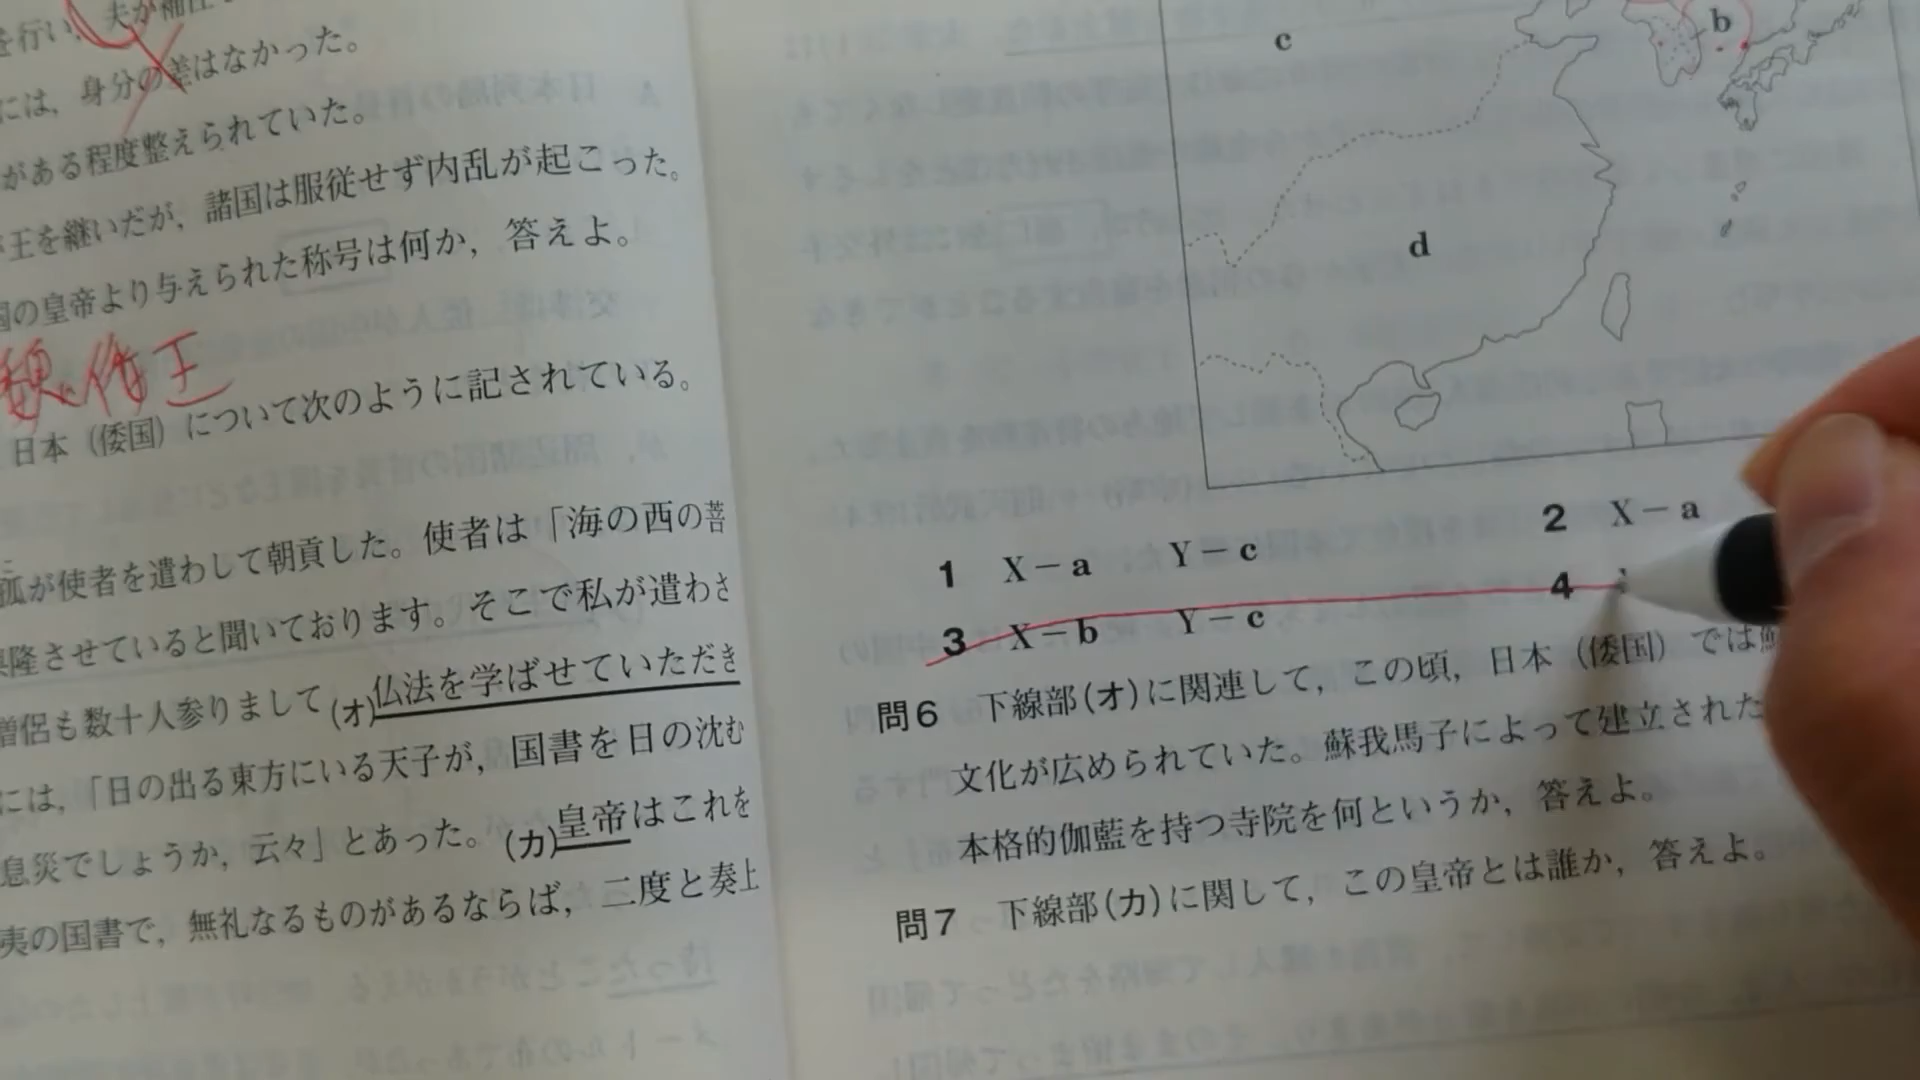 を行い，夫が
には，身分の差はなかった。
がある程度整えられていた。
王を継いだが，諸国は服従せず内乱が起こった。
国の皇帝より与えられた称号は何か，答えよ。
倭王
日本（倭国）について次のように記されている。
孤が使者を遣わして朝貢した。使者は「海の西の菩
興隆させていると聞いております。そこで私が遣わさ
僧侶も数十人参りまして(オ)仏法を学ばせていただき
には，「日の出る東方にいる天子が，国書を日の沈む
息災でしょうか，云々」とあった。(カ)皇帝はこれを
夷の国書で，無礼なるものがあるならば，二度と奏上
b
c
d
1 X－a Y－c
2 X－a
3 X－b Y－c
4
問6 下線部(オ)に関連して，この頃，日本（倭国）では
文化が広められていた。蘇我馬子によって建立された
本格的伽藍を持つ寺院を何というか，答えよ。
問7 下線部(カ)に関して，この皇帝とは誰か，答えよ。